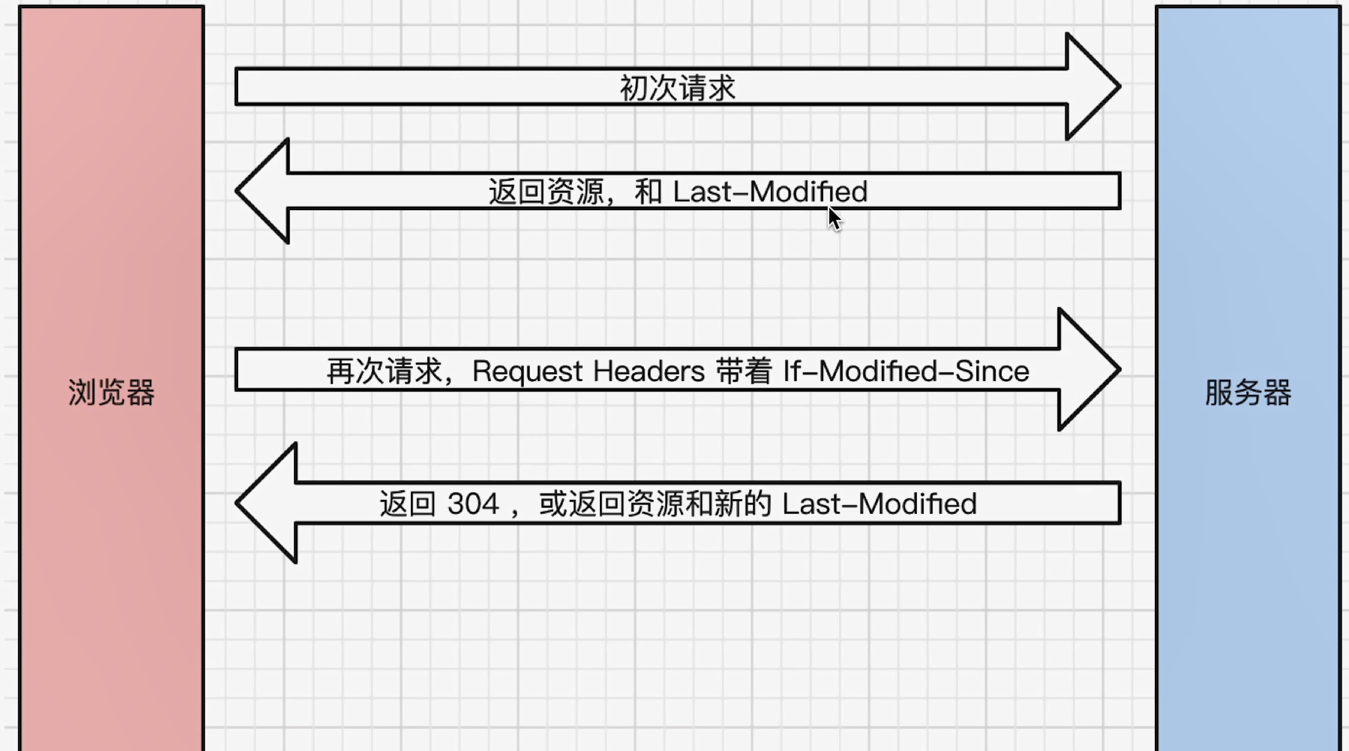 初次请求
返回资源，和 Last-Modified
再次请求，Request Headers 带着 If-Modified-Since
浏览器
服务器
返回 304 ，或返回资源和新的 Last-Modified